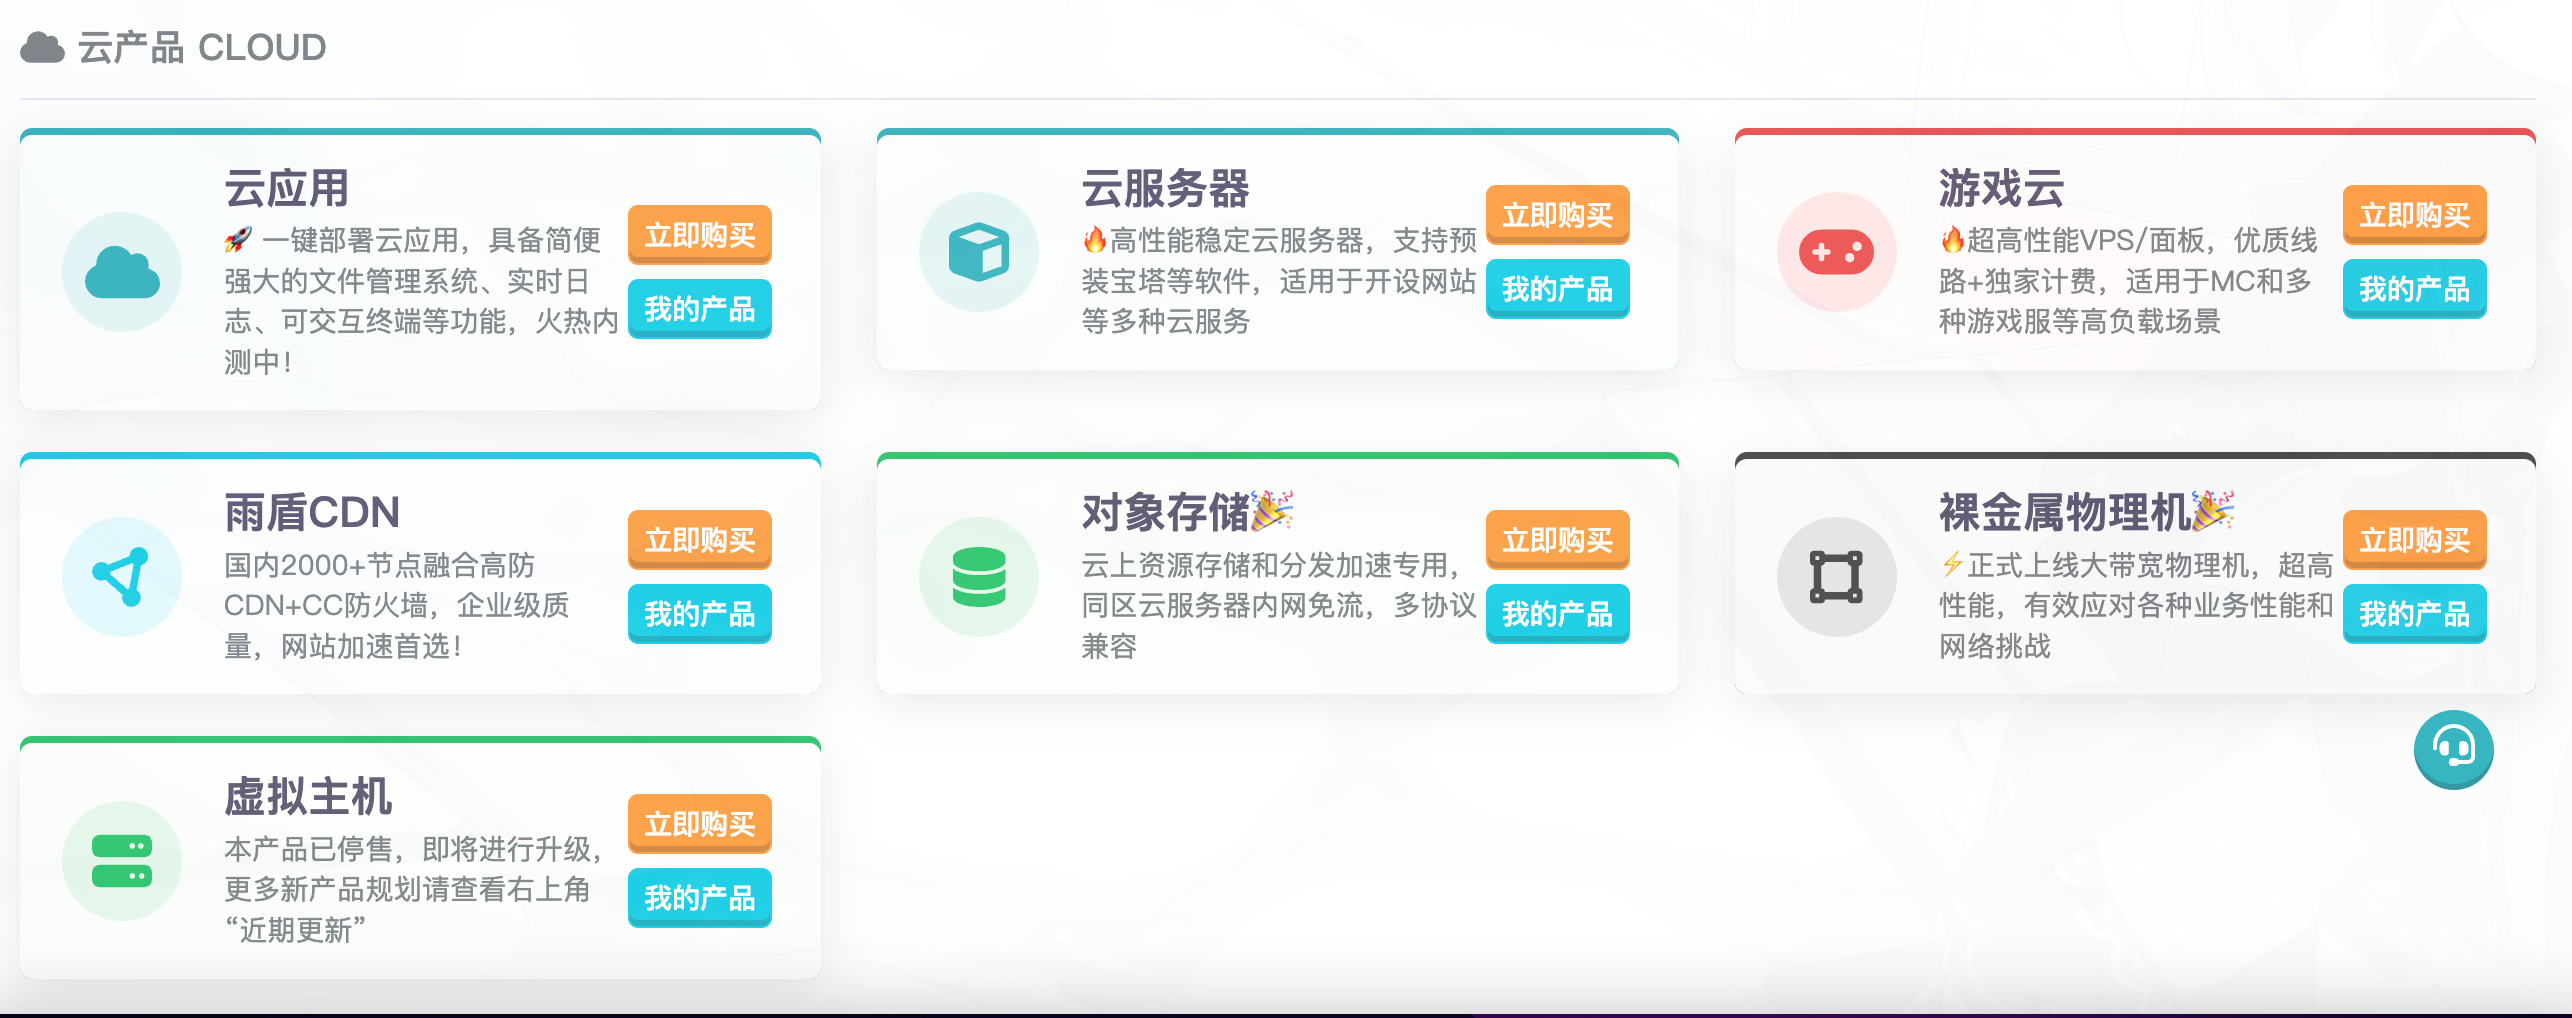 云产品 CLOUD
云应用
🚀 一键部署云应用，具备简便
强大的文件管理系统、实时日
志、可交互终端等功能，火热内
测中！
立即购买
我的产品
云服务器
🔥高性能稳定云服务器，支持预
装宝塔等软件，适用于开设网站
等多种云服务
立即购买
我的产品
游戏云
🔥超高性能VPS/面板，优质线
路+独家计费，适用于MC和多
种游戏服等高负载场景
立即购买
我的产品
雨盾CDN
国内2000+节点融合高防
CDN+CC防火墙，企业级质
量，网站加速首选！
立即购买
我的产品
对象存储🎉
云上资源存储和分发加速专用，
同区云服务器内网免流，多协议
兼容
立即购买
我的产品
裸金属物理机🎉
⚡正式上线大带宽物理机，超高
性能，有效应对各种业务性能和
网络挑战
立即购买
我的产品
虚拟主机
本产品已停售，即将进行升级，
更多新产品规划请查看右上角
“近期更新”
立即购买
我的产品